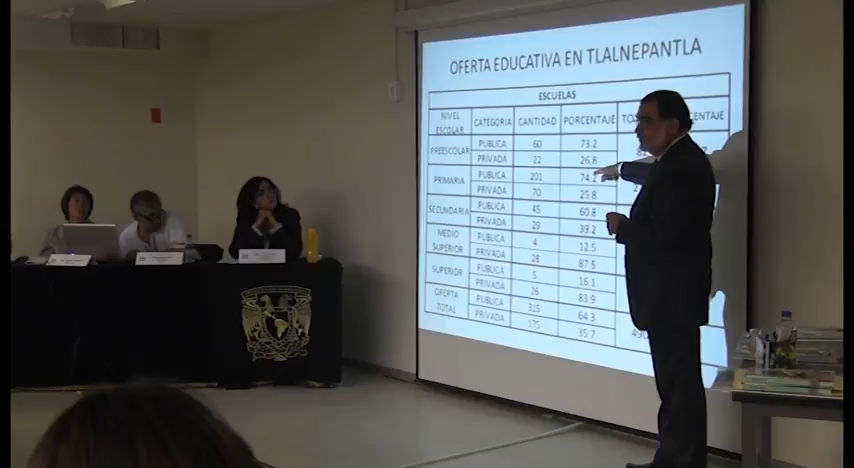 OFERTA EDUCATIVA EN TLALNEPANTLA
ESCUELAS
NIVEL ESCOLAR CATEGORIA CANTIDAD PORCENTAJE
PREESCOLAR PUBLICA 60 73.2
PRIVADA 22 26.8
PRIMARIA PUBLICA 201 74.2
PRIVADA 70 25.8
SECUNDARIA PUBLICA 45 60.8
PRIVADA 29 39.2
MEDIO SUPERIOR PUBLICA 4 12.5
PRIVADA 28 87.5
SUPERIOR PUBLICA 5 16.1
PRIVADA 26 83.9
OFERTA TOTAL PUBLICA 315 64.3
PRIVADA 175 35.7